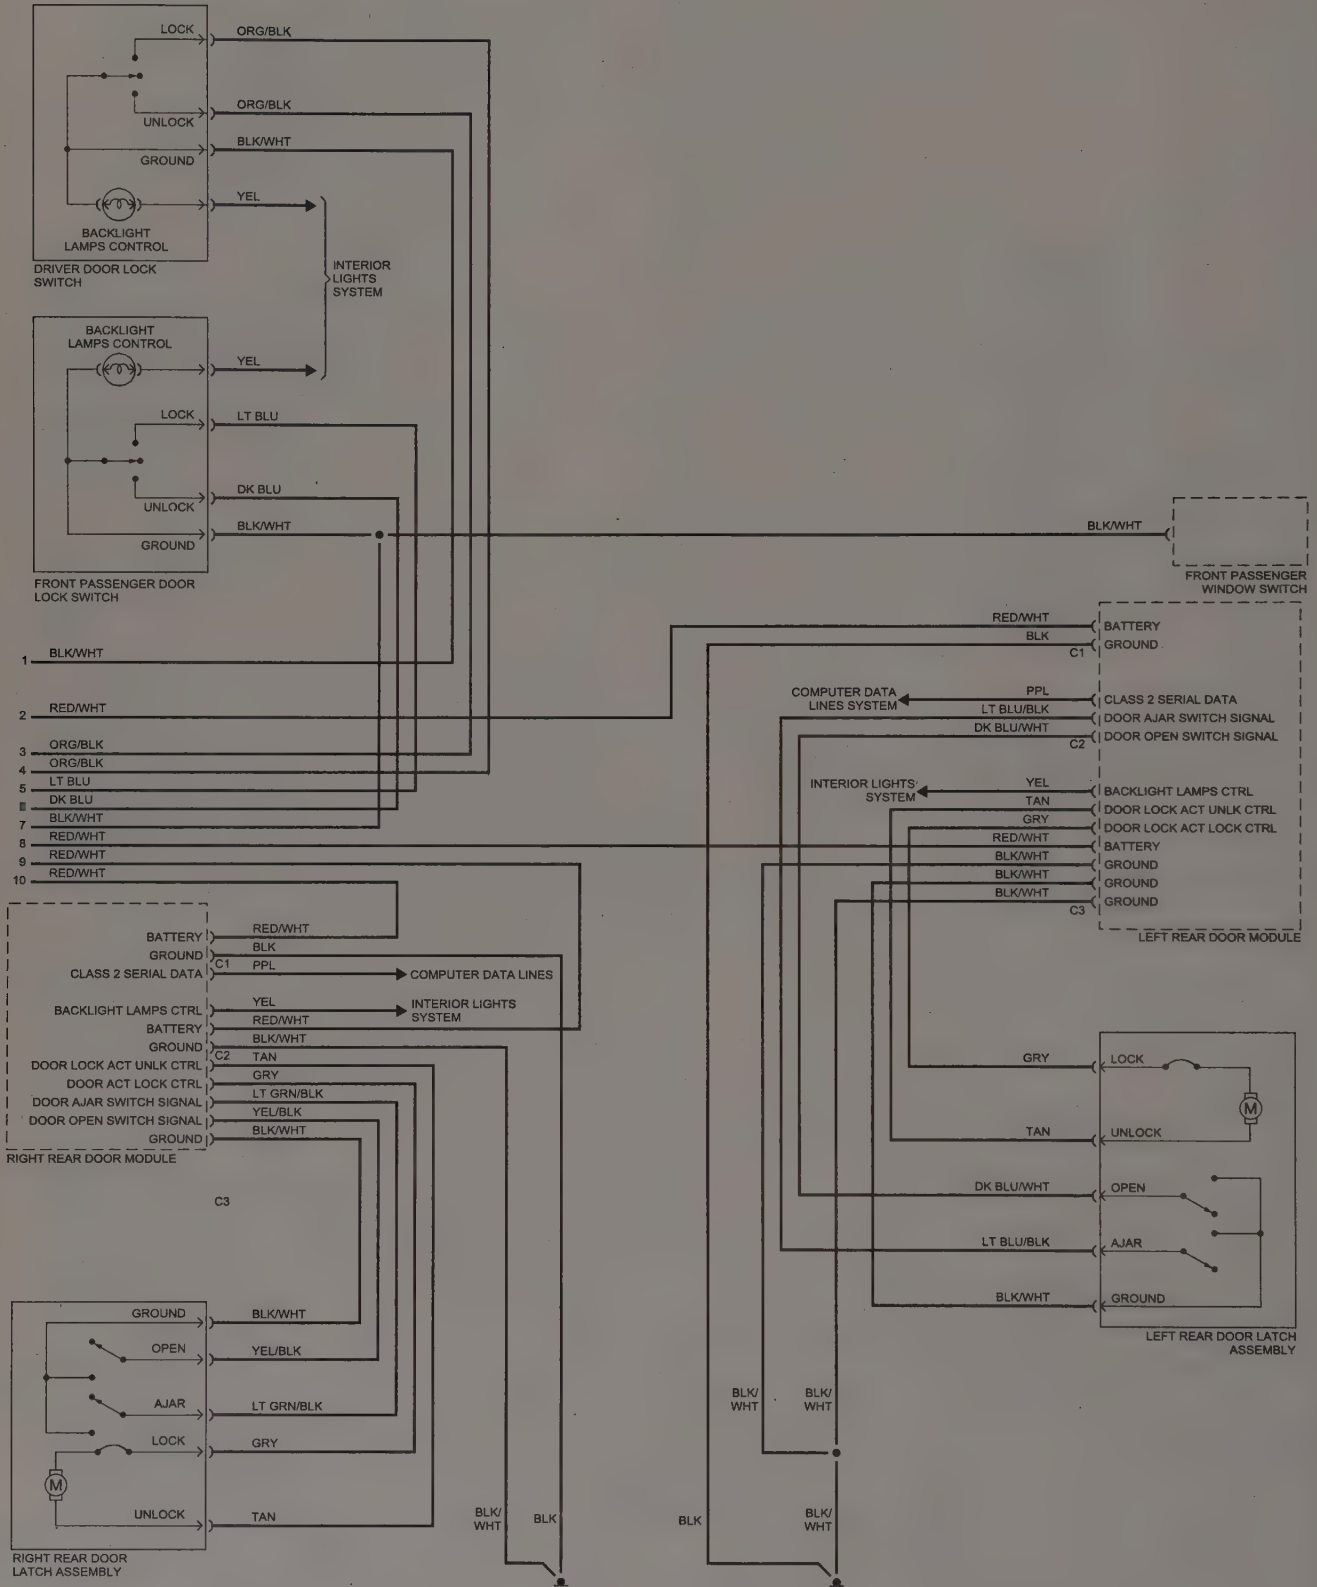 LOCK
ORG/BLK
ORG/BLK
UNLOCK
BLK/WHT
GROUND
YEL
BACKLIGHT
LAMPS CONTROL
DRIVER DOOR LOCK
SWITCH
INTERIOR
LIGHTS
SYSTEM
BACKLIGHT
LAMPS CONTROL
YEL
LOCK
LT BLU
DK BLU
UNLOCK
BLK/WHT
GROUND
FRONT PASSENGER DOOR
LOCK SWITCH
BLK/WHT
FRONT PASSENGER
WINDOW SWITCH
1 BLK/WHT
2 RED/WHT
3 ORG/BLK
4 ORG/BLK
5 LT BLU
DK BLU
7 BLK/WHT
8 RED/WHT
9 RED/WHT
10 RED/WHT
RED/WHT BATTERY
BLK GROUND
C1
COMPUTER DATA
LINES SYSTEM
PPL CLASS 2 SERIAL DATA
LT BLU/BLK DOOR AJAR SWITCH SIGNAL
DK BLU/WHT DOOR OPEN SWITCH SIGNAL
C2
INTERIOR LIGHTS
SYSTEM
YEL BACKLIGHT LAMPS CTRL
TAN DOOR LOCK ACT UNLK CTRL
GRY DOOR LOCK ACT LOCK CTRL
RED/WHT BATTERY
BLK/WHT GROUND
BLK/WHT GROUND
BLK/WHT GROUND
C3
LEFT REAR DOOR MODULE
BATTERY RED/WHT
GROUND BLK
C1
CLASS 2 SERIAL DATA PPL COMPUTER DATA LINES
BACKLIGHT LAMPS CTRL YEL INTERIOR LIGHTS
SYSTEM
BATTERY RED/WHT
GROUND BLK/WHT
C2
DOOR LOCK ACT UNLK CTRL TAN
DOOR ACT LOCK CTRL GRY
DOOR AJAR SWITCH SIGNAL LT GRN/BLK
DOOR OPEN SWITCH SIGNAL YEL/BLK
GROUND BLK/WHT
RIGHT REAR DOOR MODULE
C3
GRY LOCK
M
TAN UNLOCK
DK BLU/WHT OPEN
LT BLU/BLK AJAR
BLK/WHT GROUND
LEFT REAR DOOR LATCH
ASSEMBLY
GROUND BLK/WHT
OPEN YEL/BLK
AJAR LT GRN/BLK
LOCK GRY
M
UNLOCK TAN
RIGHT REAR DOOR
LATCH ASSEMBLY
BLK/
WHT
BLK/
WHT
BLK/
WHT
BLK
BLK
BLK/
WHT